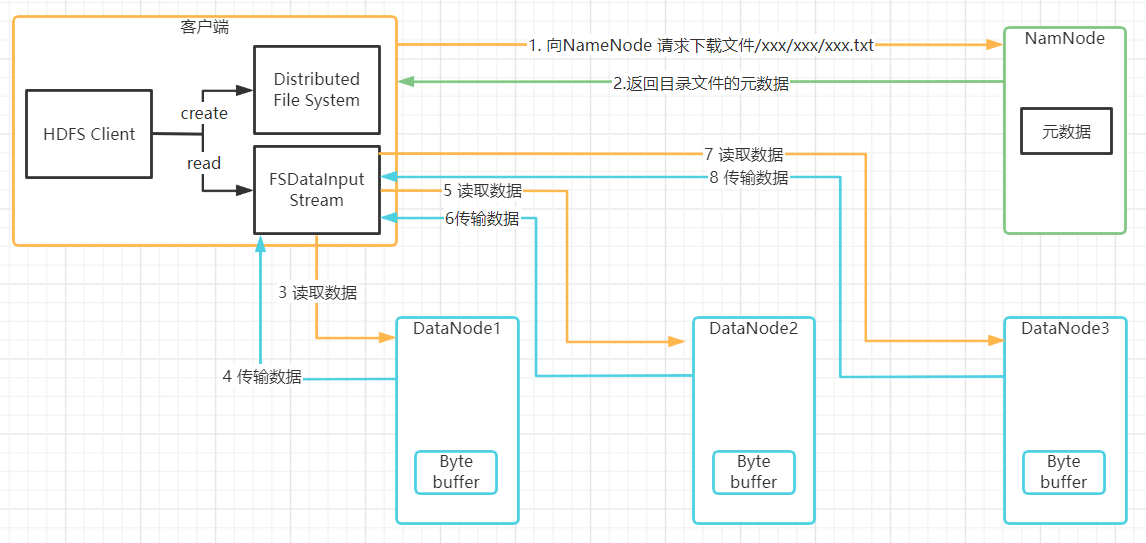 客户端
HDFS Client
create
read
Distributed
File System
FSDataInput
Stream
1. 向NameNode 请求下载文件/xxx/xxx/xxx.txt
2.返回目录文件的元数据
NamNode
元数据
7 读取数据
8 传输数据
5 读取数据
6传输数据
3 读取数据
4 传输数据
DataNode1
Byte
buffer
DataNode2
Byte
buffer
DataNode3
Byte
buffer